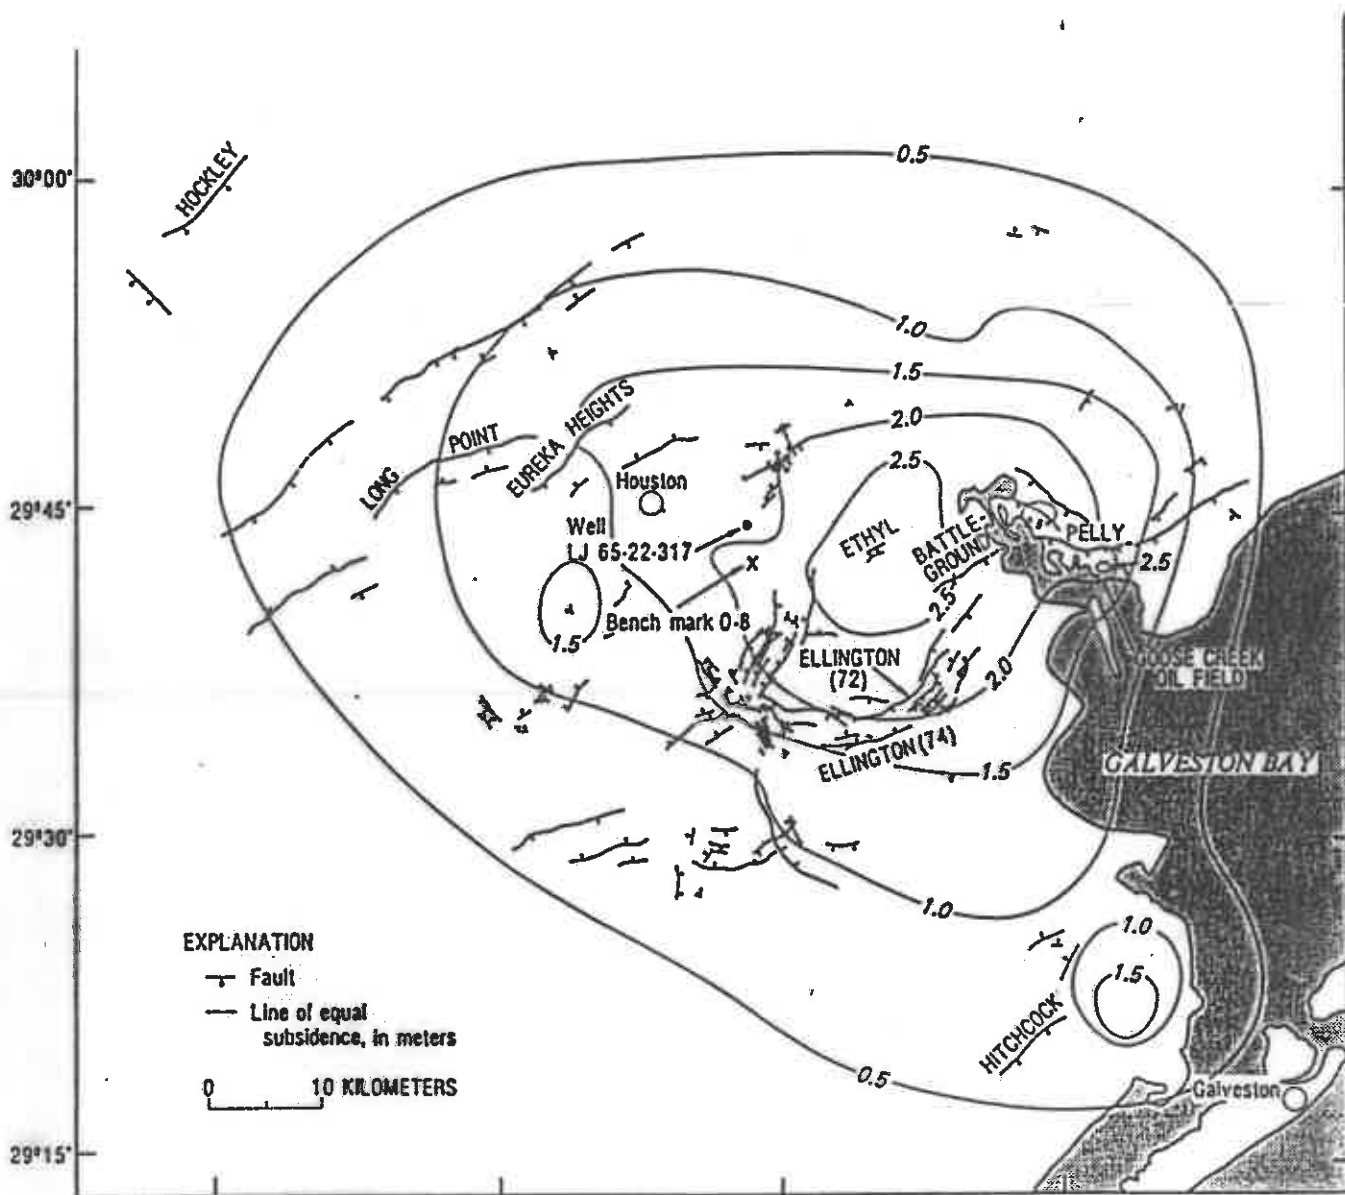 0.5
30°00'
HOCKLEY
1.0
1.5
EUREKA HEIGHTS
2.0
POINT
LONG
2.5
Houston
29°45'
Well
LJ 65-22-317
ETHYL
BATTLE-
GROUND
PELLY
2.5
2.5
Bench mark 0-8
1.5
ELLINGTON
(72)
2.0
GOOSE CREEK
OIL FIELD
ELLINGTON (74)
1.5
GALVESTON BAY
29°30'
1.0
1.0
EXPLANATION
Fault
Line of equal
subsidence, in meters
1.5
HITCHCOCK
0.5
0 10 KILOMETERS
Galveston
29°15'